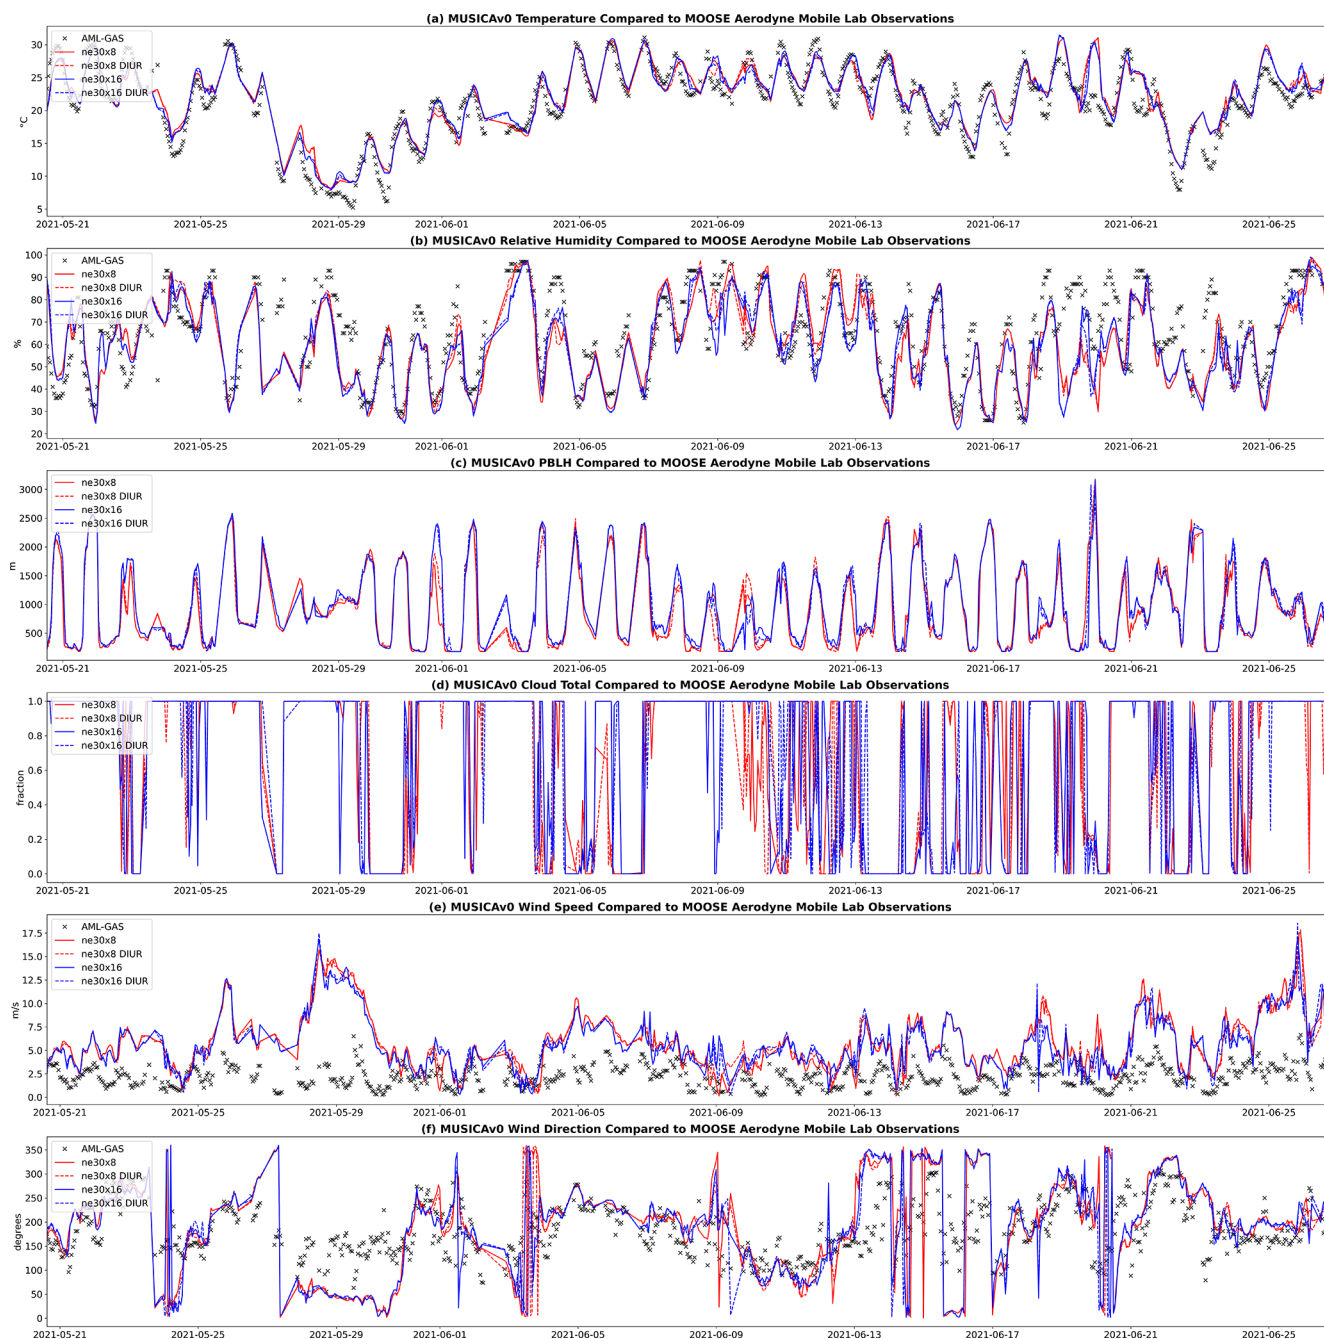 (a) MUSICAv0 Temperature Compared to MOOSE Aerodyne Mobile Lab Observations
AML-GAS
ne30x8
ne30x8 DIUR
ne30x16
ne30x16 DIUR
30
25
20
15
10
5
°C
2021-05-21 2021-05-25 2021-05-29 2021-06-01 2021-06-05 2021-06-09 2021-06-13 2021-06-17 2021-06-21 2021-06-25
(b) MUSICAv0 Relative Humidity Compared to MOOSE Aerodyne Mobile Lab Observations
AML-GAS
ne30x8
ne30x8 DIUR
ne30x16
ne30x16 DIUR
100
90
80
70
60
50
40
30
20
%
2021-05-21 2021-05-25 2021-05-29 2021-06-01 2021-06-05 2021-06-09 2021-06-13 2021-06-17 2021-06-21 2021-06-25
(c) MUSICAv0 PBLH Compared to MOOSE Aerodyne Mobile Lab Observations
ne30x8
ne30x8 DIUR
ne30x16
ne30x16 DIUR
3000
2500
2000
1500
1000
500
m
2021-05-21 2021-05-25 2021-05-29 2021-06-01 2021-06-05 2021-06-09 2021-06-13 2021-06-17 2021-06-21 2021-06-25
(d) MUSICAv0 Cloud Total Compared to MOOSE Aerodyne Mobile Lab Observations
ne30x8
ne30x8 DIUR
ne30x16
ne30x16 DIUR
1.0
0.8
0.6
0.4
0.2
0.0
fraction
2021-05-21 2021-05-25 2021-05-29 2021-06-01 2021-06-05 2021-06-09 2021-06-13 2021-06-17 2021-06-21 2021-06-25
(e) MUSICAv0 Wind Speed Compared to MOOSE Aerodyne Mobile Lab Observations
AML-GAS
ne30x8
ne30x8 DIUR
ne30x16
ne30x16 DIUR
17.5
15.0
12.5
10.0
7.5
5.0
2.5
0.0
m/s
2021-05-21 2021-05-25 2021-05-29 2021-06-01 2021-06-05 2021-06-09 2021-06-13 2021-06-17 2021-06-21 2021-06-25
(f) MUSICAv0 Wind Direction Compared to MOOSE Aerodyne Mobile Lab Observations
AML-GAS
ne30x8
ne30x8 DIUR
ne30x16
ne30x16 DIUR
350
300
250
200
150
100
50
0
degrees
2021-05-21 2021-05-25 2021-05-29 2021-06-01 2021-06-05 2021-06-09 2021-06-13 2021-06-17 2021-06-21 2021-06-25